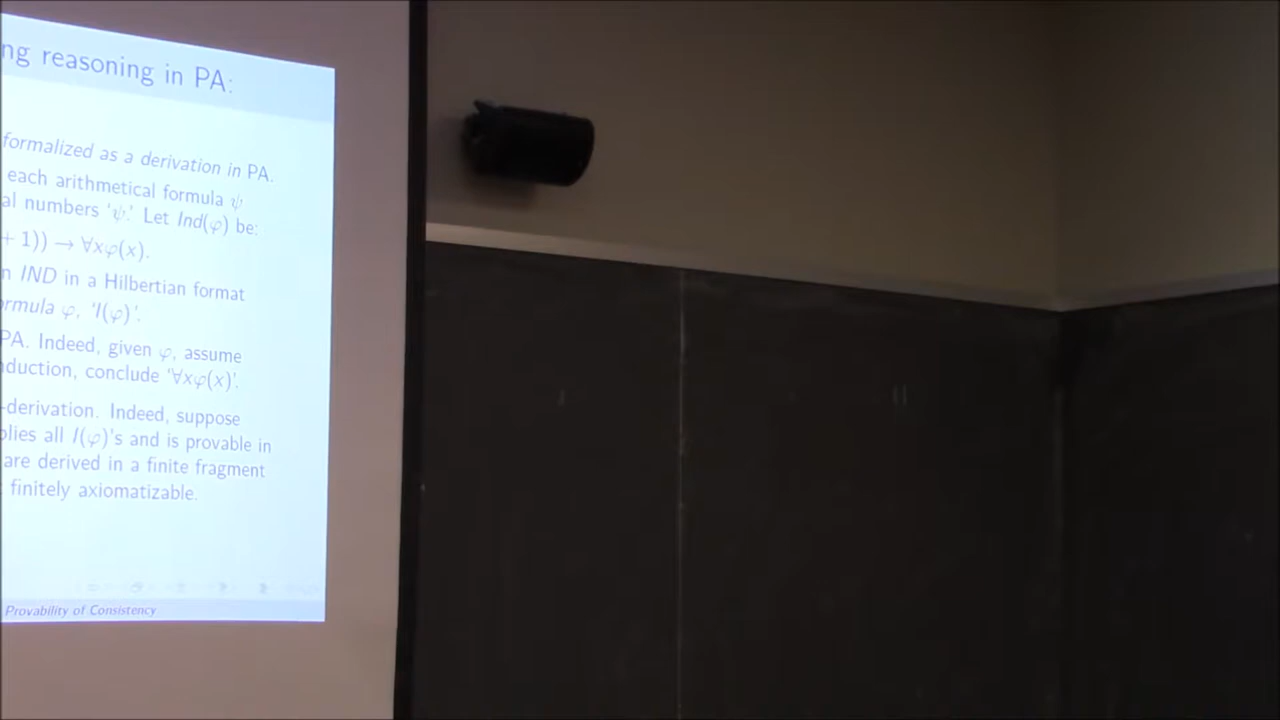 ng reasoning in PA:
formalized as a derivation in PA.
each arithmetical formula ψ
al numbers 'ψ.' Let Ind(φ) be:
+ 1)) → ∀xφ(x).
n IND in a Hilbertian format
ormula φ, 'I(φ)'.
PA. Indeed, given φ, assume
duction, conclude '∀xφ(x)'.
-derivation. Indeed, suppose
plies all I(φ)'s and is provable in
are derived in a finite fragment
finitely axiomatizable.
Provability of Consistency